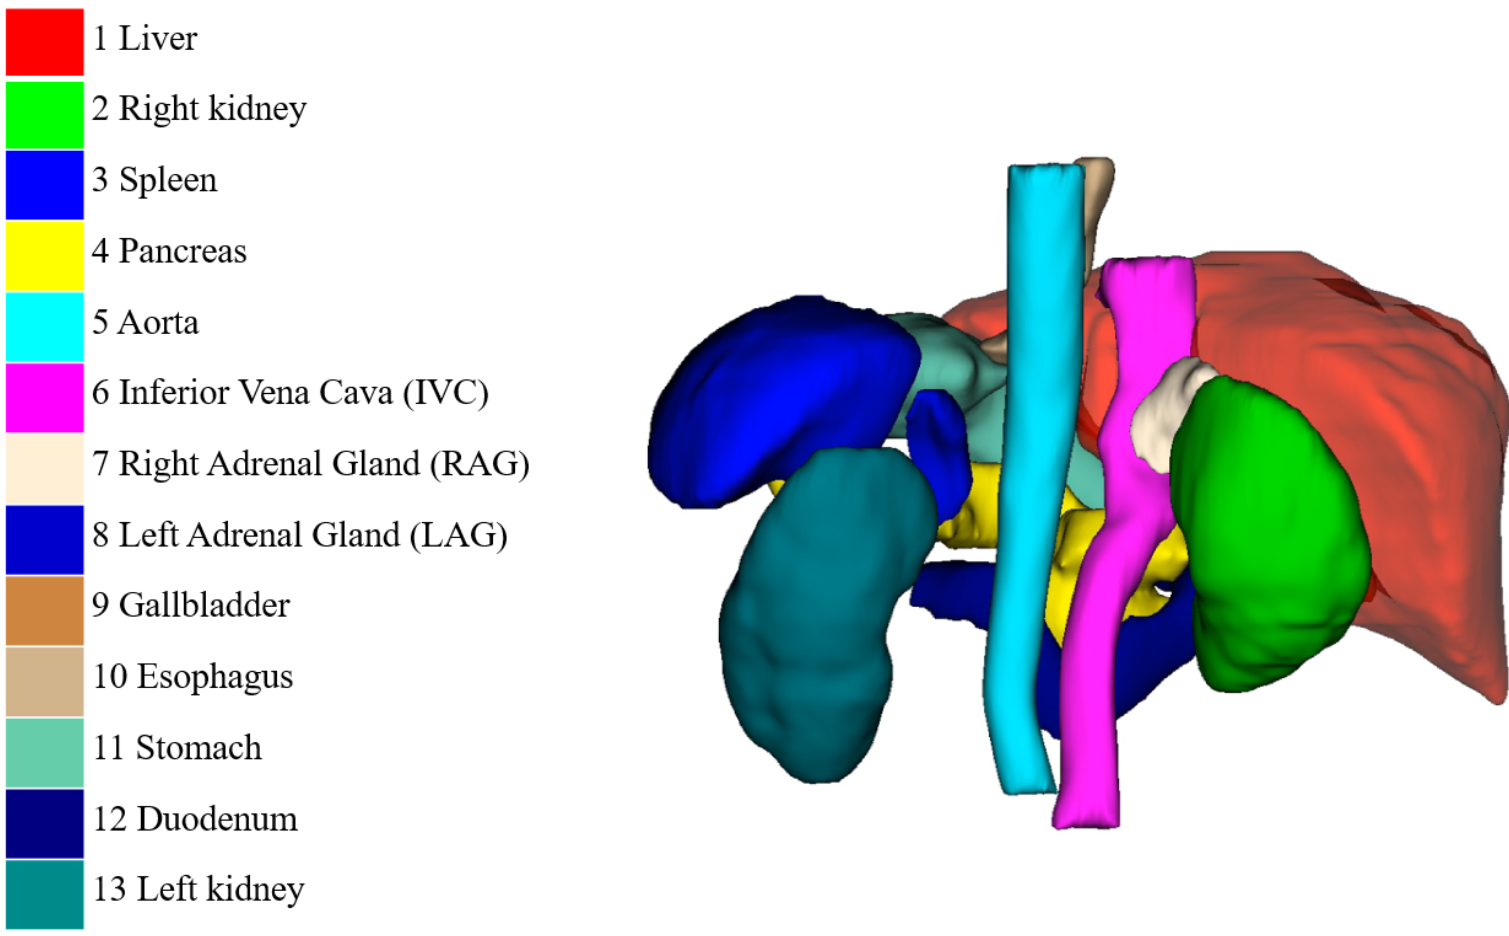 1 Liver
2 Right kidney
3 Spleen
4 Pancreas
5 Aorta
6 Inferior Vena Cava (IVC)
7 Right Adrenal Gland (RAG)
8 Left Adrenal Gland (LAG)
9 Gallbladder
10 Esophagus
11 Stomach
12 Duodenum
13 Left kidney